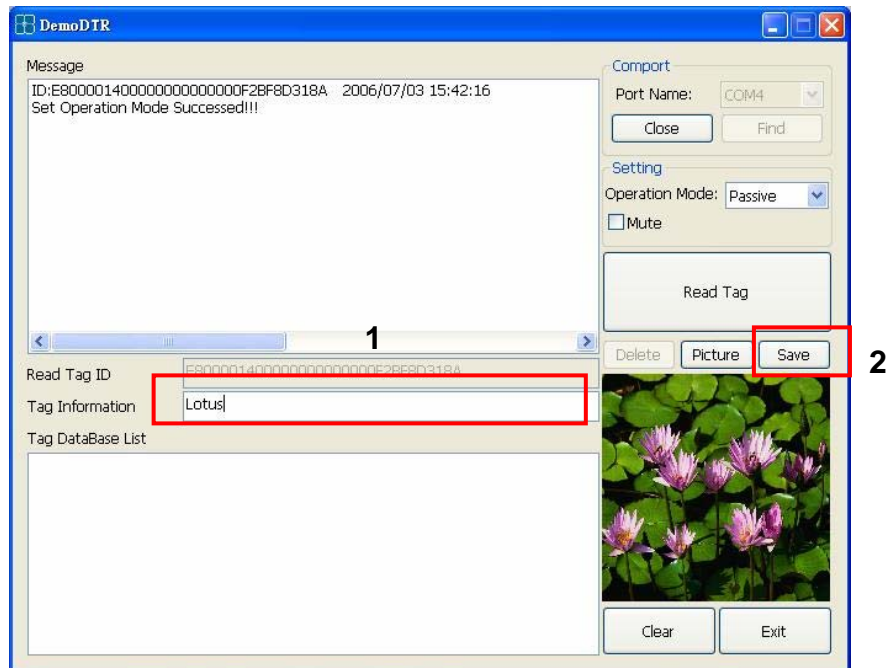 DemoDTR
Message
ID:E80000140000000000000F2BF8D318A 2006/07/03 15:42:16
Set Operation Mode Successed!!!
Comport
Port Name: COM4
Close Find
Setting
Operation Mode: Passive
Mute
Read Tag
1
Delete Picture Save
2
Read Tag ID E80000140000000000000F2BF8D318A
Tag Information Lotus
Tag DataBase List
Clear Exit